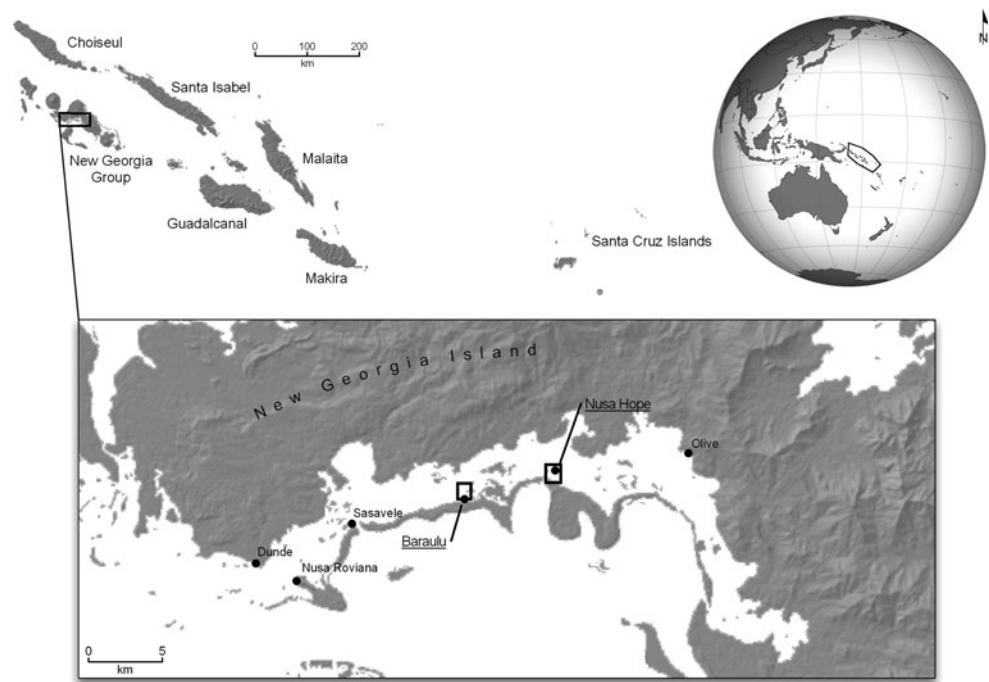 Choiseul
0 100 200
km
N
Santa Isabel
New Georgia
Group
Malaita
Guadalcanal
Santa Cruz Islands
Makira
New Georgia Island
Nusa Hope
Olive
Sasavele
Baraulu
Dunde
Nusa Roviana
0 5
km